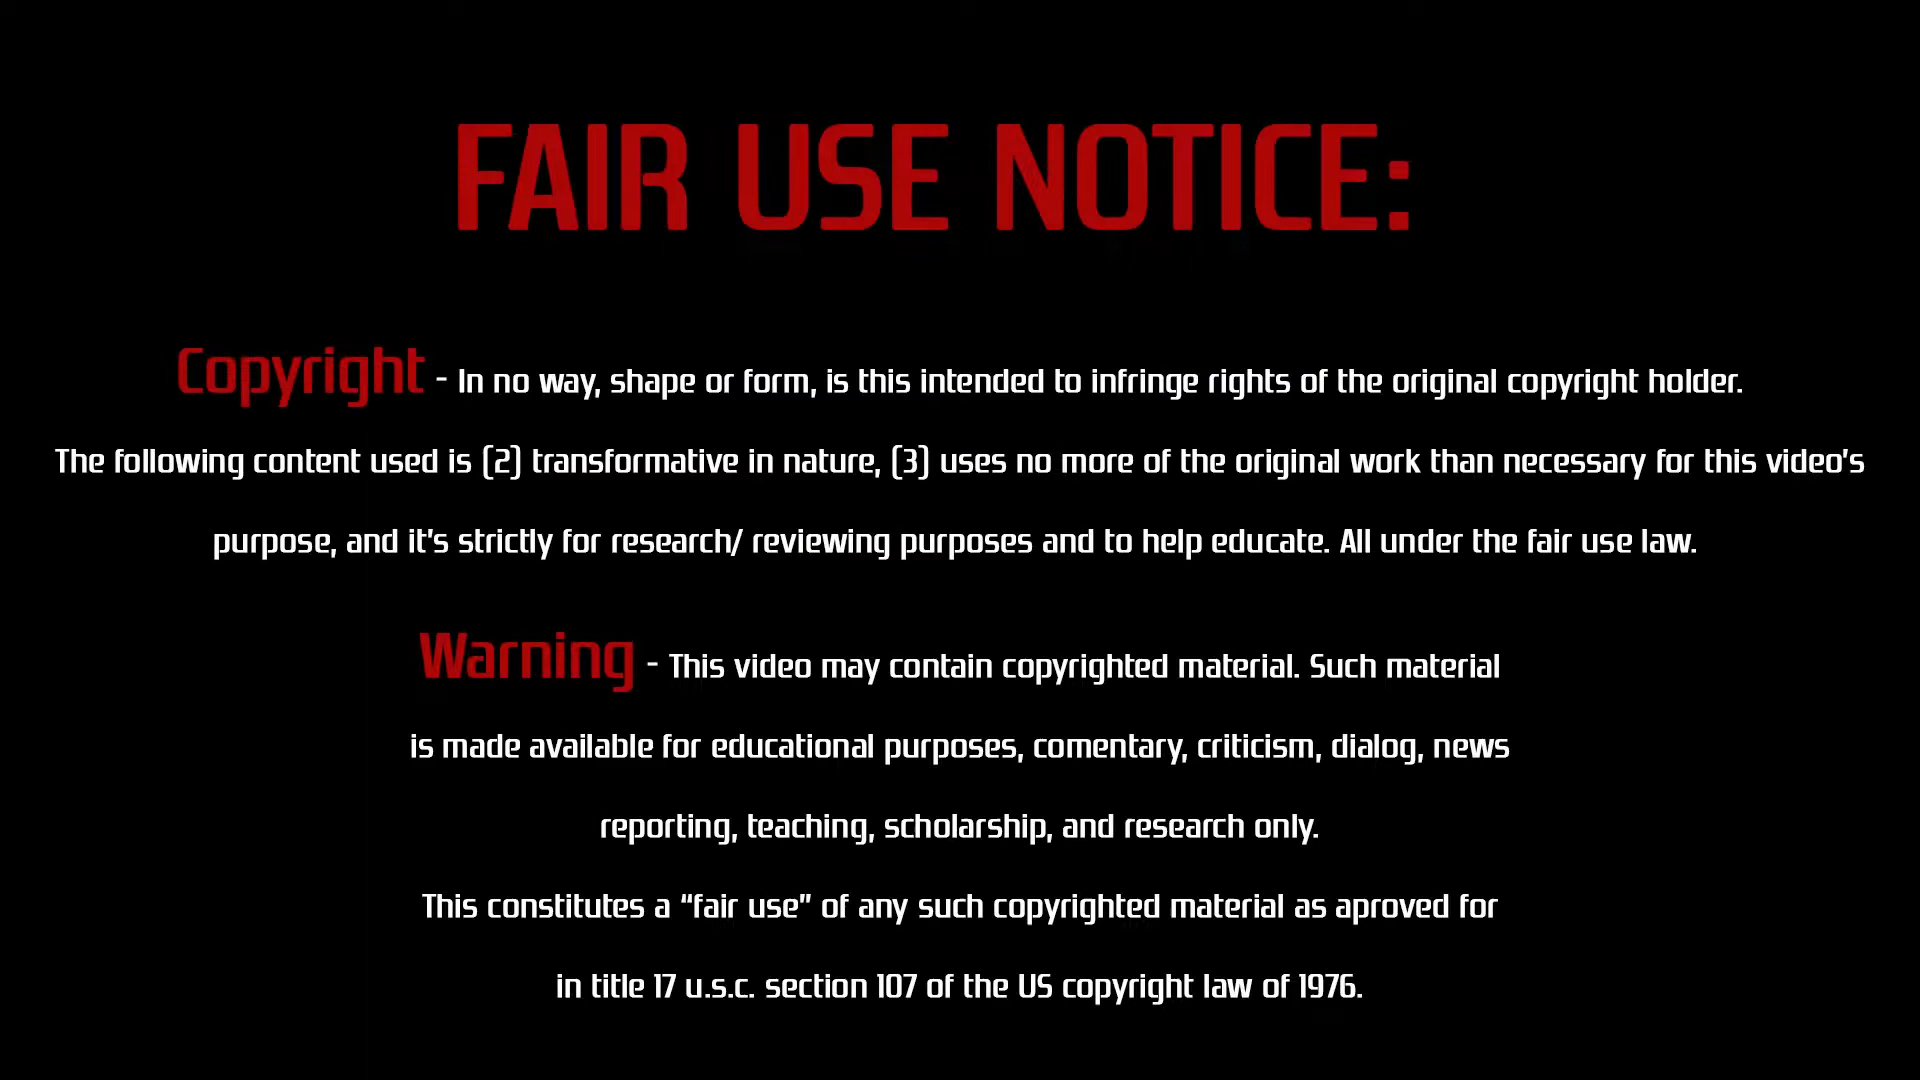 FAIR USE NOTICE:
Copyright - In no way, shape or form, is this intended to infringe rights of the original copyright holder.
The following content used is (2) transformative in nature, (3) uses no more of the original work than necessary for this video's
purpose, and it's strictly for research/ reviewing purposes and to help educate. All under the fair use law.
Warning - This video may contain copyrighted material. Such material
is made available for educational purposes, comentary, criticism, dialog, news
reporting, teaching, scholarship, and research only.
This constitutes a “fair use” of any such copyrighted material as aproved for
in title 17 u.s.c. section 107 of the US copyright law of 1976.